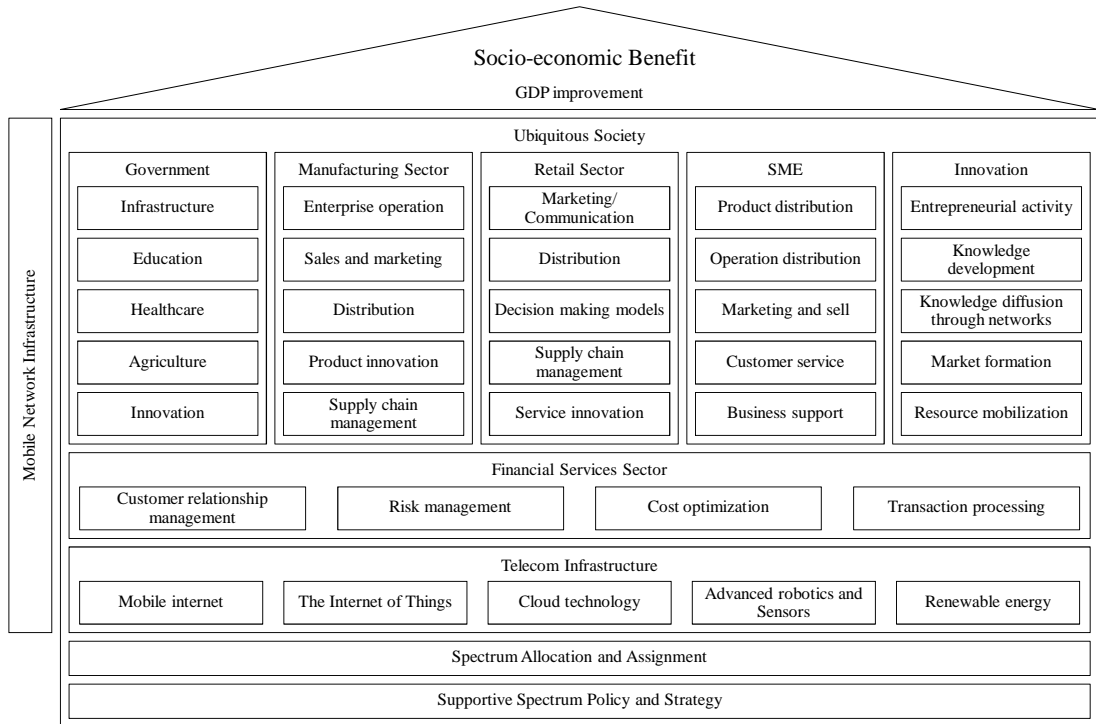 Socio-economic Benefit
GDP improvement
Mobile Network Infrastructure
Ubiquitous Society
Government
Infrastructure
Education
Healthcare
Agriculture
Innovation
Manufacturing Sector
Enterprise operation
Sales and marketing
Distribution
Product innovation
Supply chain
management
Retail Sector
Marketing/
Communication
Distribution
Decision making models
Supply chain
management
Service innovation
SME
Product distribution
Operation distribution
Marketing and sell
Customer service
Business support
Innovation
Entrepreneurial activity
Knowledge
development
Knowledge diffusion
through networks
Market formation
Resource mobilization
Financial Services Sector
Customer relationship
management
Risk management
Cost optimization
Transaction processing
Telecom Infrastructure
Mobile internet
The Internet of Things
Cloud technology
Advanced robotics and
Sensors
Renewable energy
Spectrum Allocation and Assignment
Supportive Spectrum Policy and Strategy